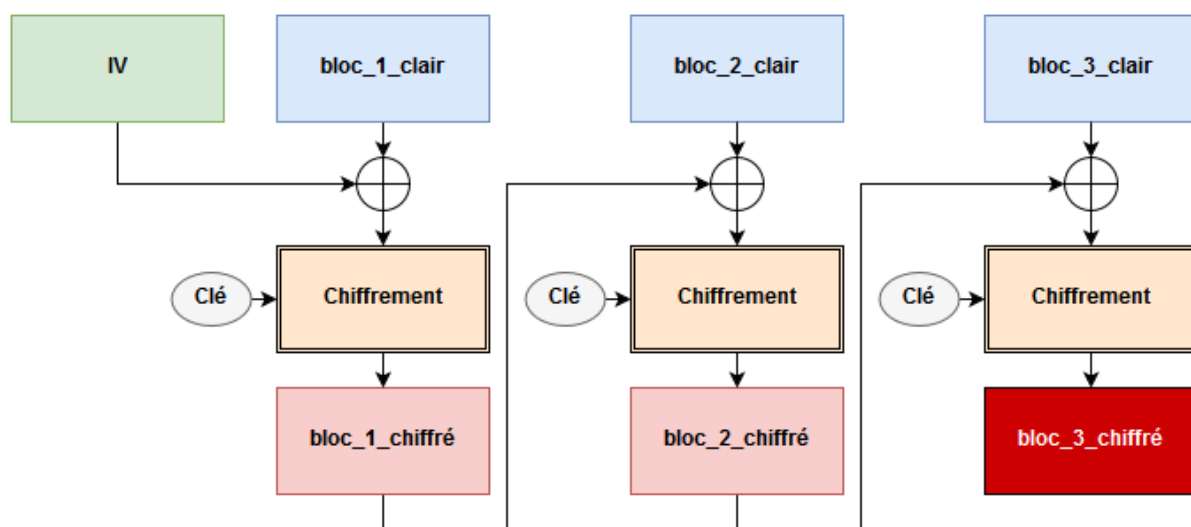 IV
bloc_1_clair
bloc_2_clair
bloc_3_clair
Clé
Chiffrement
Clé
Chiffrement
Clé
Chiffrement
bloc_1_chiffré
bloc_2_chiffré
bloc_3_chiffré